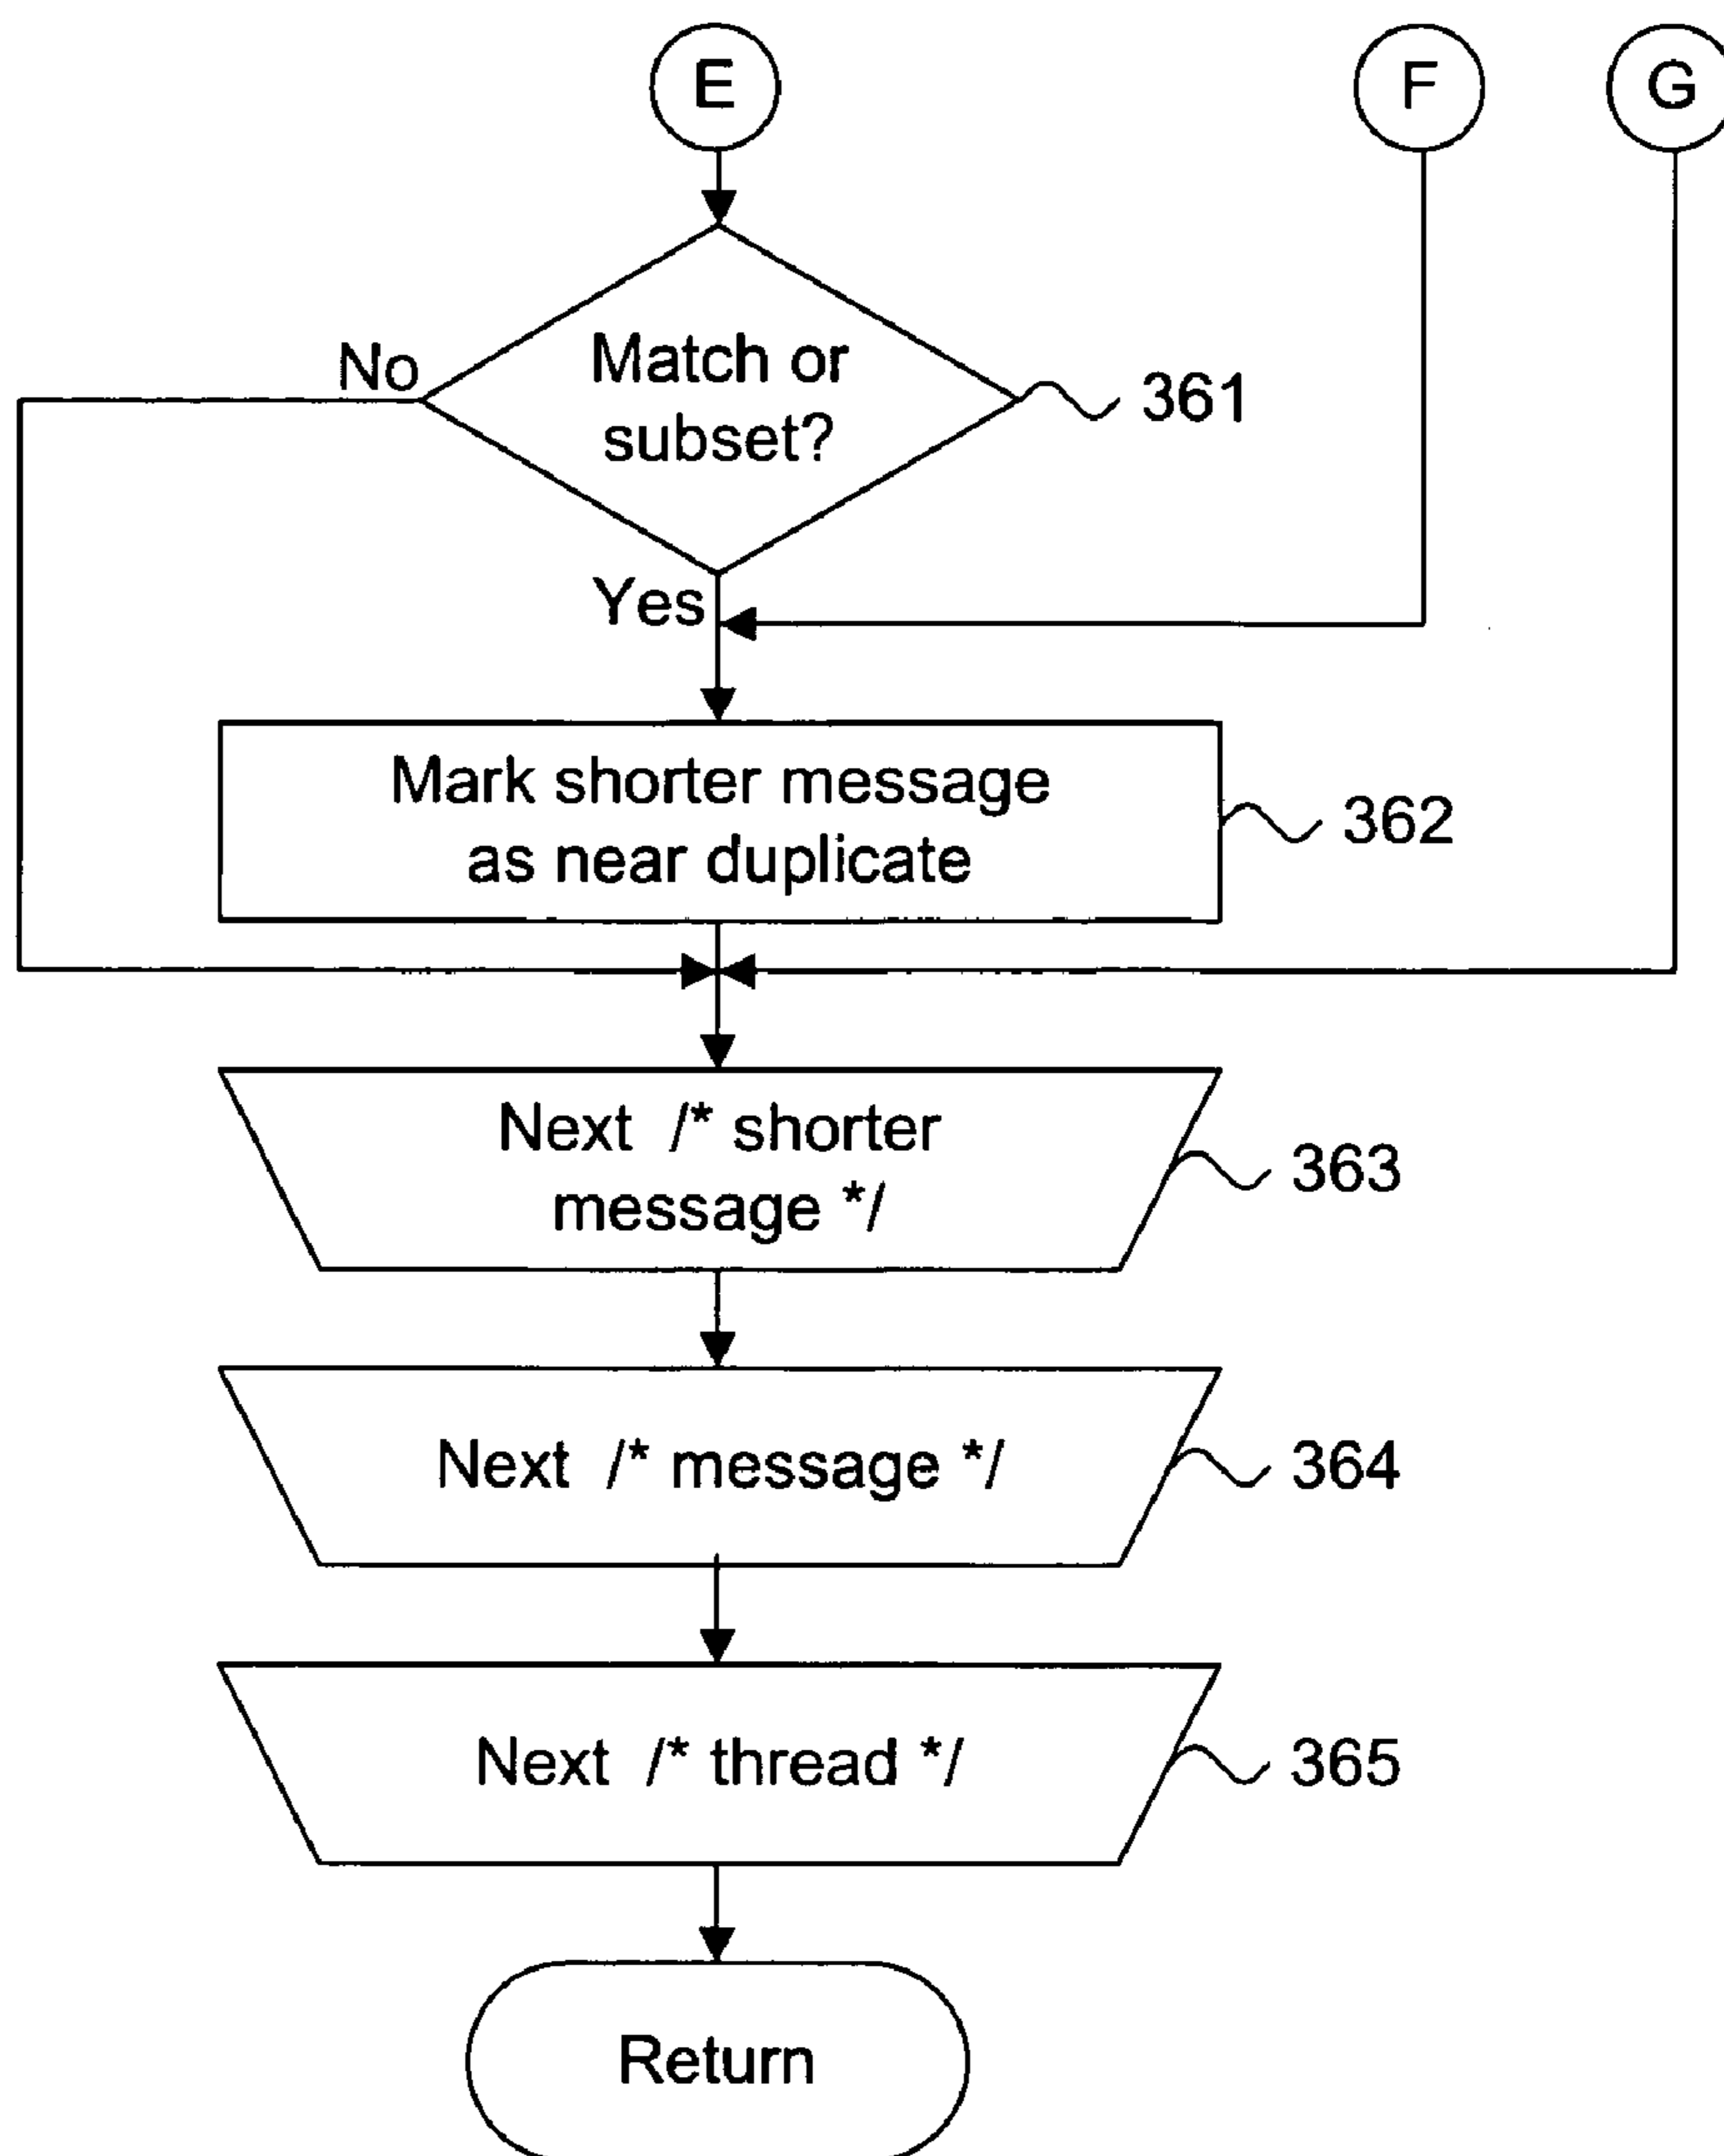 E
F
G
No
Match or
subset?
361
Yes
Mark shorter message
as near duplicate
362
Next /* shorter
message */
363
Next /* message */
364
Next /* thread */
365
Return